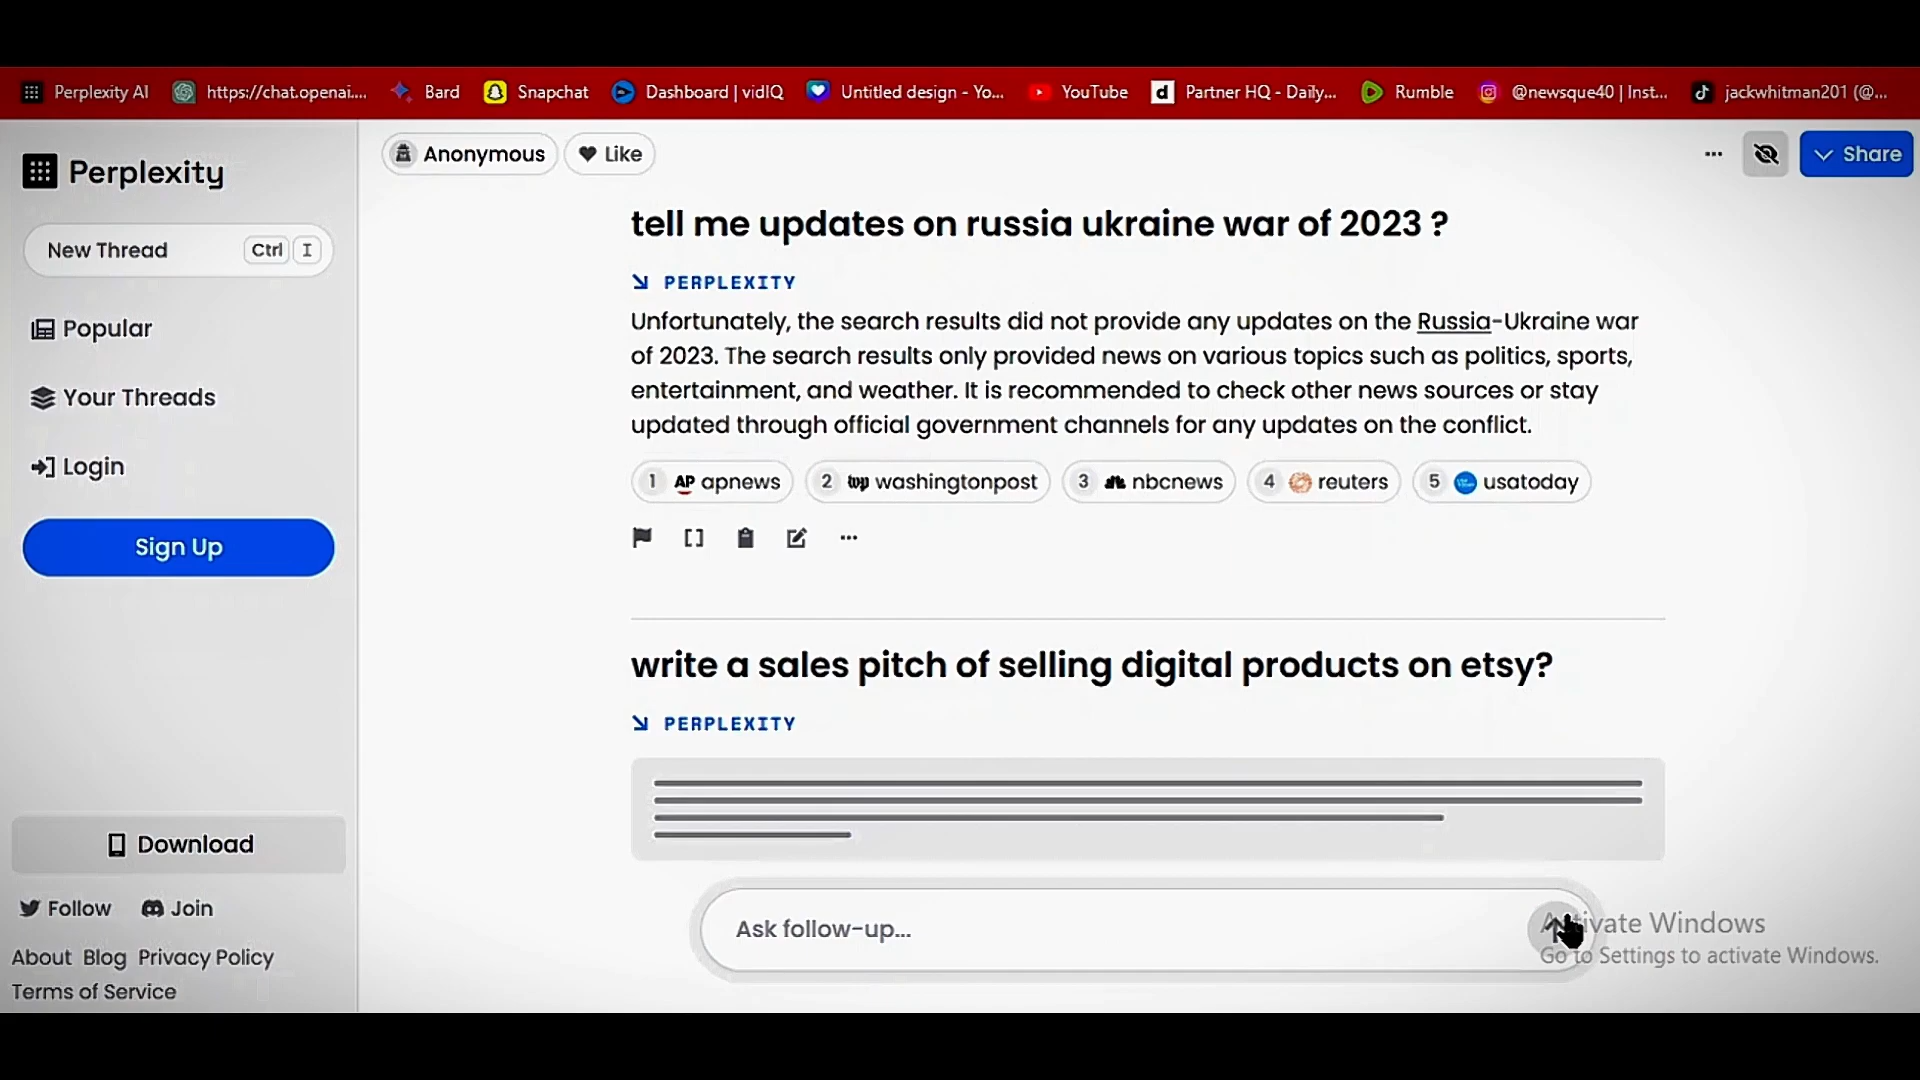 Perplexity AI
https://chat.openai....
Bard
Snapchat
Dashboard | vidIQ
Untitled design - Yo...
YouTube
Partner HQ - Daily...
Rumble
@newsque40 | Inst...
jackwhitman201 (@...
Perplexity
New Thread
Ctrl I
Popular
Your Threads
Login
Sign Up
Download
Follow
Join
About Blog Privacy Policy
Terms of Service
Anonymous
Like
Share
tell me updates on russia ukraine war of 2023 ?
PERPLEXITY
Unfortunately, the search results did not provide any updates on the Russia-Ukraine war
of 2023. The search results only provided news on various topics such as politics, sports,
entertainment, and weather. It is recommended to check other news sources or stay
updated through official government channels for any updates on the conflict.
1 AP apnews
2 wp washingtonpost
3 nbcnews
4 reuters
5 usatoday
write a sales pitch of selling digital products on etsy?
PERPLEXITY
Ask follow-up...
Activate Windows
Go to Settings to activate Windows.